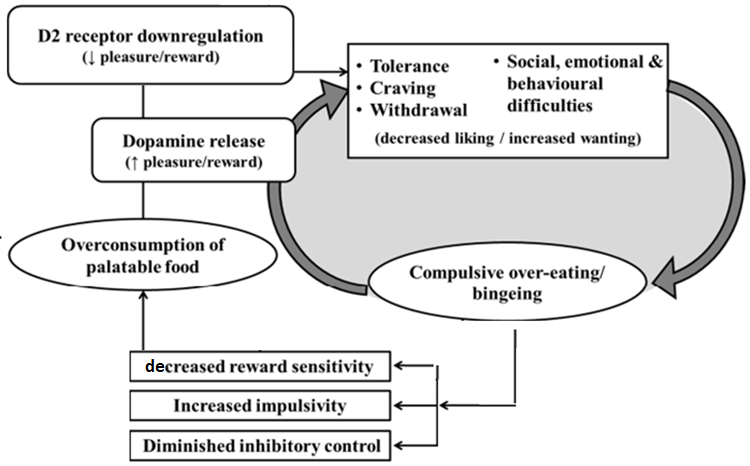 D2 receptor downregulation
(↓ pleasure/reward)
• Tolerance
• Craving
• Withdrawal
• Social, emotional &
behavioural
difficulties
(decreased liking / increased wanting)
Dopamine release
(↑ pleasure/reward)
Overconsumption of
palatable food
Compulsive over-eating/
bingeing
decreased reward sensitivity
Increased impulsivity
Diminished inhibitory control